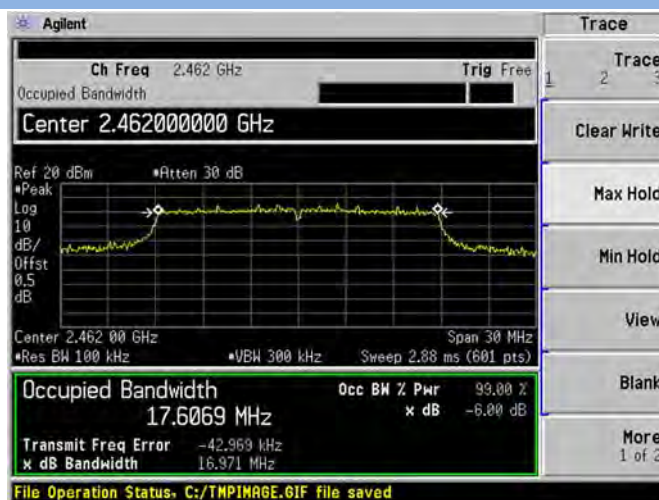 Agilent
Trace
Ch Freq 2.462 GHz Trig Free
Occupied Bandwidth
Center 2.462000000 GHz
Ref 20 dBm *Atten 30 dB
*Peak
Log
10
dB/
Offst
0.5
dB
Center 2.462 00 GHz Span 30 MHz
*Res BW 100 kHz *VBW 300 kHz Sweep 2.88 ms (601 pts)
Occupied Bandwidth Occ BW % Pwr 99.00 %
17.6069 MHz x dB -6.00 dB
Transmit Freq Error -42.969 kHz
x dB Bandwidth 16.971 MHz
File Operation Status, C:/TMPIMAGE.GIF file saved
Trace
1 2 3
Clear Write
Max Hold
Min Hold
View
Blank
More
1 of 2